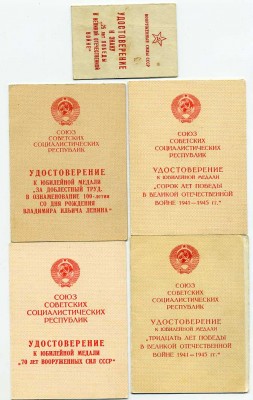 ВООРУЖЕННЫЕ СИЛЫ СССР
УДОСТОВЕРЕНИЕ
К ЗНАКУ
„25 ЛЕТ ПОБЕДЫ
В ВЕЛИКОЙ ОТЕЧЕСТВЕННОЙ
ВОЙНЕ“
СОЮЗ
СОВЕТСКИХ
СОЦИАЛИСТИЧЕСКИХ
РЕСПУБЛИК
УДОСТОВЕРЕНИЕ
К ЮБИЛЕЙНОЙ МЕДАЛИ
„ЗА ДОБЛЕСТНЫЙ ТРУД.
В ОЗНАМЕНОВАНИЕ 100-летия
СО ДНЯ РОЖДЕНИЯ
ВЛАДИМИРА ИЛЬИЧА ЛЕНИНА“
СОЮЗ
СОВЕТСКИХ
СОЦИАЛИСТИЧЕСКИХ
РЕСПУБЛИК
УДОСТОВЕРЕНИЕ
К ЮБИЛЕЙНОЙ МЕДАЛИ
"СОРОК ЛЕТ ПОБЕДЫ
В ВЕЛИКОЙ ОТЕЧЕСТВЕННОЙ
ВОЙНЕ 1941—1945 гг."
СОЮЗ
СОВЕТСКИХ
СОЦИАЛИСТИЧЕСКИХ
РЕСПУБЛИК
УДОСТОВЕРЕНИЕ
К ЮБИЛЕЙНОЙ МЕДАЛИ
"70 ЛЕТ ВООРУЖЕННЫХ СИЛ СССР"
СОЮЗ
СОВЕТСКИХ
СОЦИАЛИСТИЧЕСКИХ
РЕСПУБЛИК
УДОСТОВЕРЕНИЕ
К ЮБИЛЕЙНОЙ МЕДАЛИ
"ТРИДЦАТЬ ЛЕТ ПОБЕДЫ
В ВЕЛИКОЙ ОТЕЧЕСТВЕННОЙ
ВОЙНЕ 1941—1945 гг."